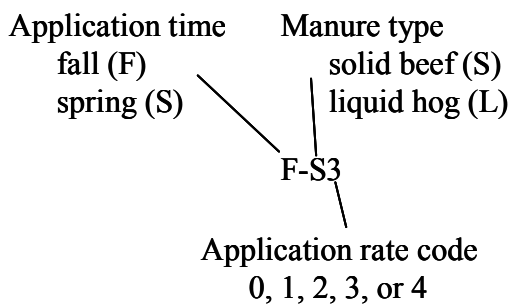 Application time
fall (F)
spring (S)
Manure type
solid beef (S)
liquid hog (L)
F-S3
Application rate code
0, 1, 2, 3, or 4